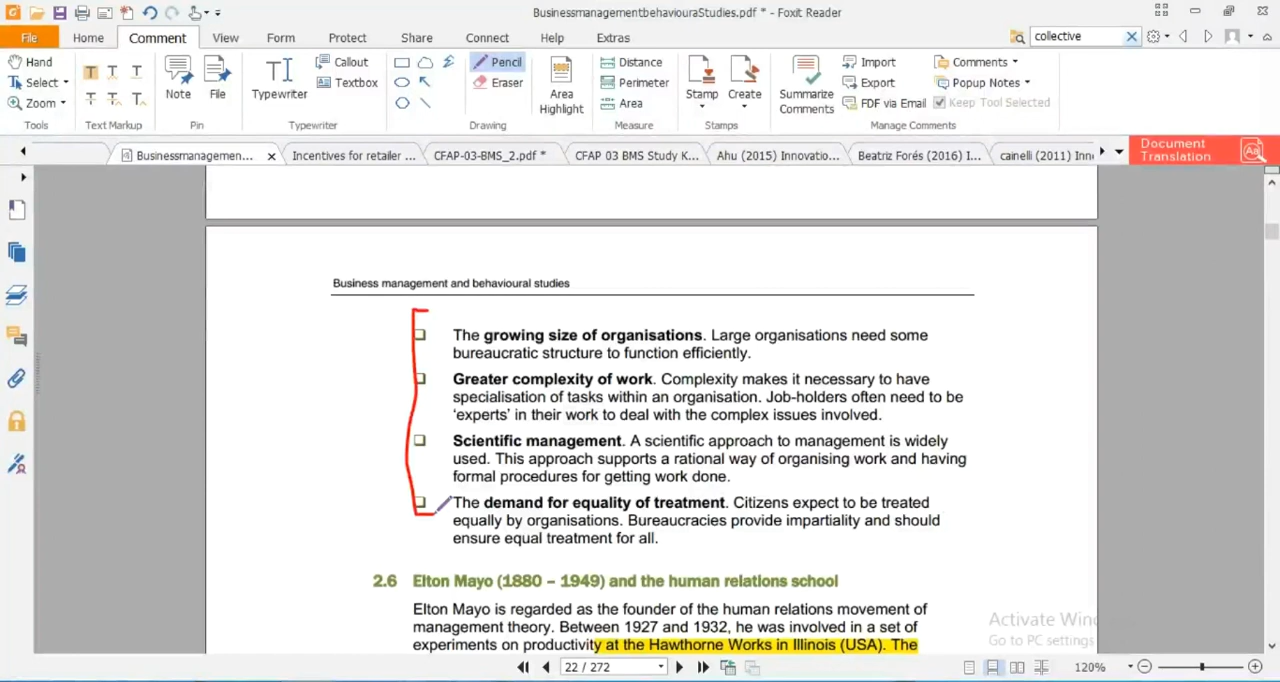 BusinessmanagementbehaviouraStudies.pdf * - Foxit Reader
File Home Comment View Form Protect Share Connect Help Extras
collective
Hand
Select
Zoom
Tools
Text Markup
Note
File
Pin
Typewriter
Callout
Textbox
Typewriter
Pencil
Eraser
Drawing
Area Highlight
Distance
Perimeter
Area
Measure
Stamp
Create
Stamps
Summarize Comments
Import
Export
FDF via Email
Comments
Popup Notes
Keep Tool Selected
Manage Comments
Businessmanagemen... Incentives for retailer ... CFAP-03-BMS_2.pdf * CFAP 03 BMS Study K... Ahu (2015) Innovatio... Beatriz Forés (2016) I... cainelli (2011) Inn
Document Translation
Business management and behavioural studies
The growing size of organisations. Large organisations need some
bureaucratic structure to function efficiently.
Greater complexity of work. Complexity makes it necessary to have
specialisation of tasks within an organisation. Job-holders often need to be
‘experts’ in their work to deal with the complex issues involved.
Scientific management. A scientific approach to management is widely
used. This approach supports a rational way of organising work and having
formal procedures for getting work done.
The demand for equality of treatment. Citizens expect to be treated
equally by organisations. Bureaucracies provide impartiality and should
ensure equal treatment for all.
2.6 Elton Mayo (1880 – 1949) and the human relations school
Elton Mayo is regarded as the founder of the human relations movement of
management theory. Between 1927 and 1932, he was involved in a set of
experiments on productivity at the Hawthorne Works in Illinois (USA). The
Activate Win
Go to PC settings
22 / 272
120%